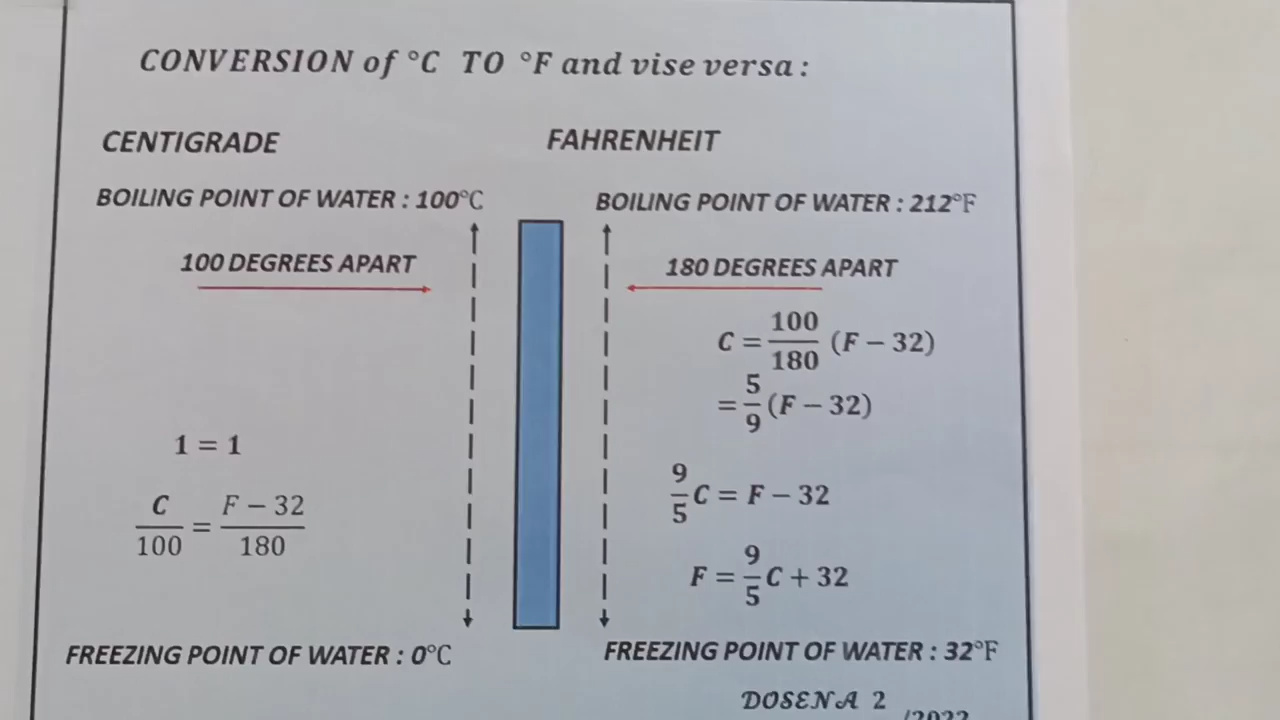 CONVERSION of °C TO °F and vise versa:
CENTIGRADE
FAHRENHEIT
BOILING POINT OF WATER : 100°C
BOILING POINT OF WATER : 212°F
100 DEGREES APART
180 DEGREES APART
C = 100/180 (F − 32)
= 5/9 (F − 32)
1 = 1
9/5 C = F − 32
C/100 = F − 32/180
F = 9/5 C + 32
FREEZING POINT OF WATER : 0°C
FREEZING POINT OF WATER : 32°F
DOSENA 2
/2022